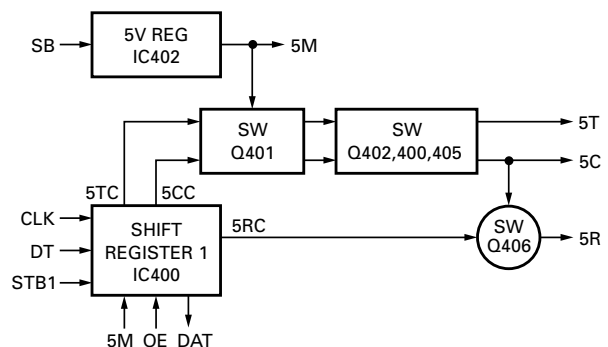 SB
5V REG
IC402
5M
SW
Q401
SW
Q402,400,405
5T
5C
5TC
5CC
CLK
DT
STB1
SHIFT
REGISTER 1
IC400
5RC
SW
Q406
5R
5M
OE
DAT